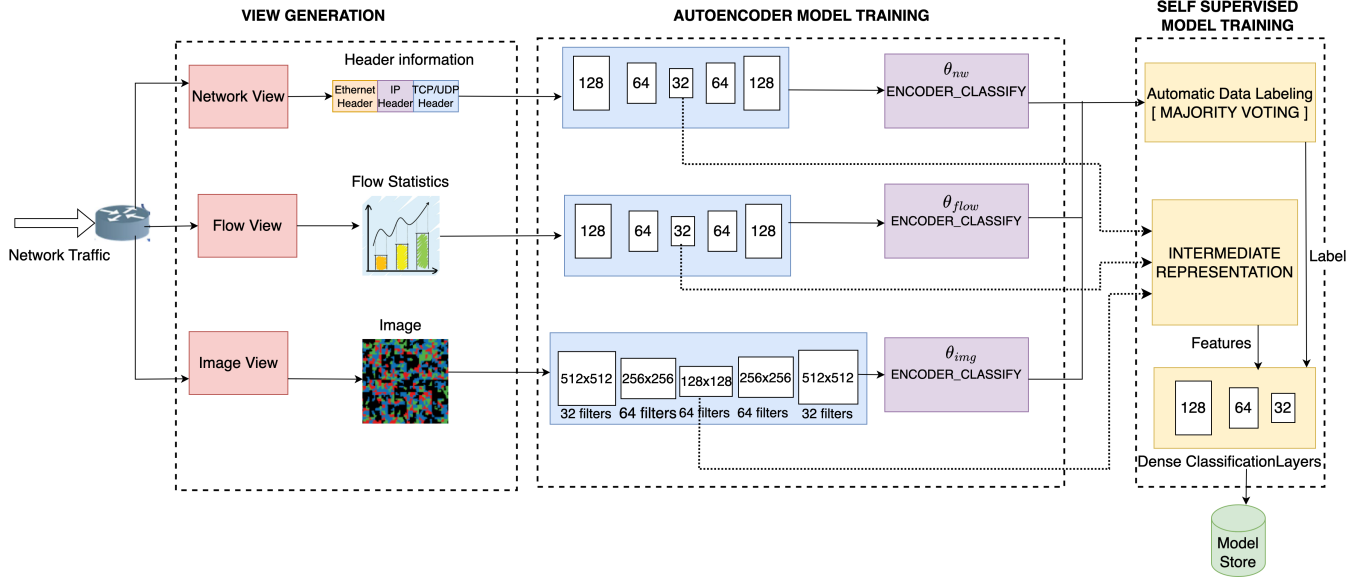 VIEW GENERATION
AUTOENCODER MODEL TRAINING
SELF SUPERVISED
MODEL TRAINING
Network Traffic
Network View
Header information
Ethernet
Header
IP
Header
TCP/UDP
Header
Flow View
Flow Statistics
Image View
Image
128
64
32
64
128
θnw
ENCODER_CLASSIFY
128
64
32
64
128
θflow
ENCODER_CLASSIFY
512x512
256x256
128x128
256x256
512x512
32 filters
64 filters
64 filters
64 filters
32 filters
θimg
ENCODER_CLASSIFY
Automatic Data Labeling
[ MAJORITY VOTING ]
INTERMEDIATE
REPRESENTATION
Label
Features
128
64
32
Dense ClassificationLayers
Model
Store